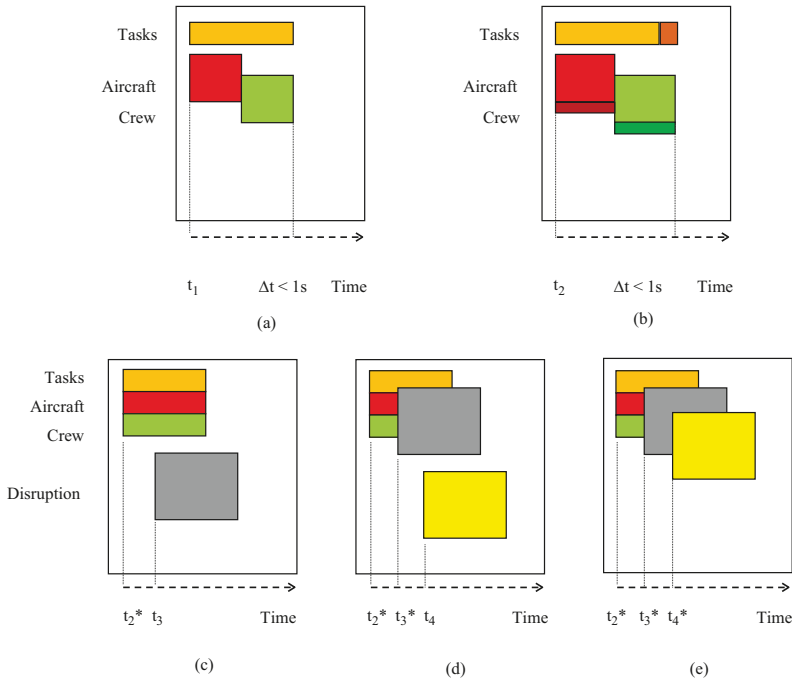 Tasks
Aircraft
Crew
t1 Δt < 1s Time
(a)
Tasks
Aircraft
Crew
t2 Δt < 1s Time
(b)
Tasks
Aircraft
Crew
Disruption
t2* t3 Time
(c)
t2* t3* t4 Time
(d)
t2* t3* t4* Time
(e)